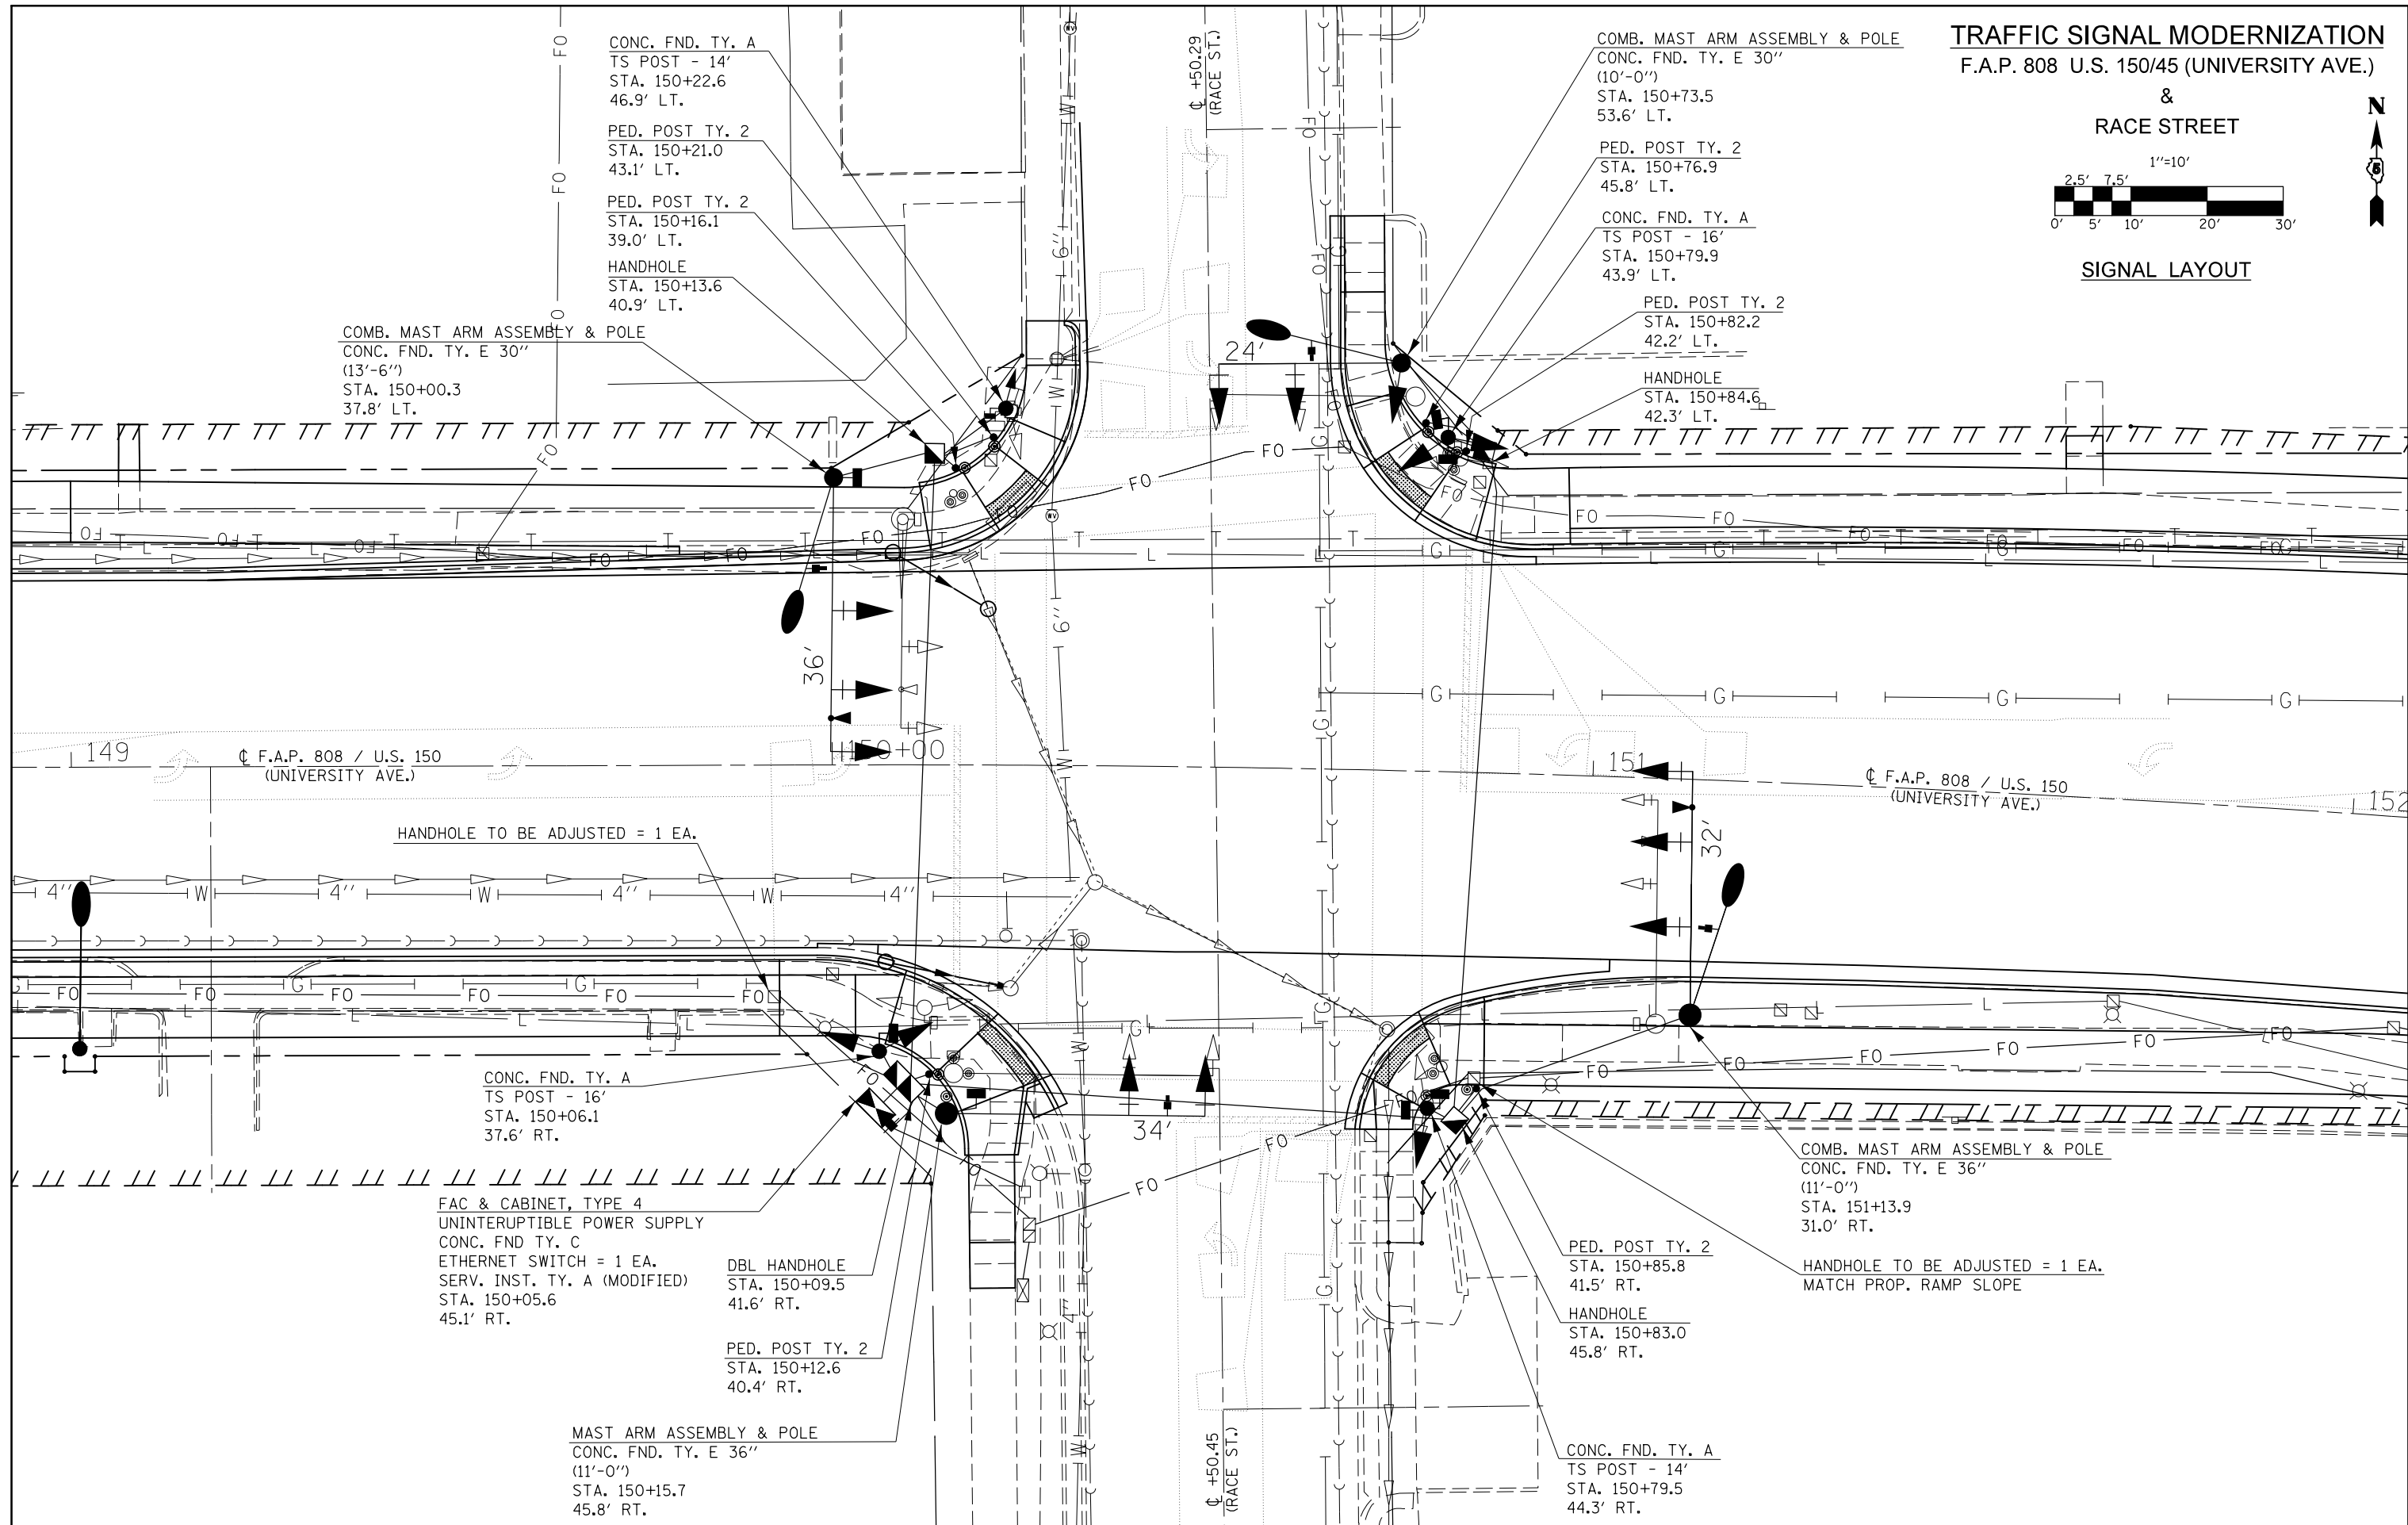 TRAFFIC SIGNAL MODERNIZATION
F.A.P. 808 U.S. 150/45 (UNIVERSITY AVE.)
&
RACE STREET
1''=10'
2.5' 7.5'
0' 5' 10' 20' 30'
SIGNAL LAYOUT
N
5
CONC. FND. TY. A
TS POST - 14'
STA. 150+22.6
46.9' LT.
PED. POST TY. 2
STA. 150+21.0
43.1' LT.
PED. POST TY. 2
STA. 150+16.1
39.0' LT.
HANDHOLE
STA. 150+13.6
40.9' LT.
COMB. MAST ARM ASSEMBLY & POLE
CONC. FND. TY. E 30''
(13'-6'')
STA. 150+00.3
37.8' LT.
℄ +50.29
(RACE ST.)
COMB. MAST ARM ASSEMBLY & POLE
CONC. FND. TY. E 30''
(10'-0'')
STA. 150+73.5
53.6' LT.
PED. POST TY. 2
STA. 150+76.9
45.8' LT.
CONC. FND. TY. A
TS POST - 16'
STA. 150+79.9
43.9' LT.
PED. POST TY. 2
STA. 150+82.2
42.2' LT.
HANDHOLE
STA. 150+84.6
42.3' LT.
24'
36'
149
℄ F.A.P. 808 / U.S. 150
(UNIVERSITY AVE.)
150+00
151
℄ F.A.P. 808 / U.S. 150
(UNIVERSITY AVE.)
152
32'
34'
HANDHOLE TO BE ADJUSTED = 1 EA.
4'' W 4'' W 4'' W 4''
CONC. FND. TY. A
TS POST - 16'
STA. 150+06.1
37.6' RT.
FAC & CABINET, TYPE 4
UNINTERUPTIBLE POWER SUPPLY
CONC. FND TY. C
ETHERNET SWITCH = 1 EA.
SERV. INST. TY. A (MODIFIED)
STA. 150+05.6
45.1' RT.
DBL HANDHOLE
STA. 150+09.5
41.6' RT.
PED. POST TY. 2
STA. 150+12.6
40.4' RT.
MAST ARM ASSEMBLY & POLE
CONC. FND. TY. E 36''
(11'-0'')
STA. 150+15.7
45.8' RT.
℄ +50.45
(RACE ST.)
COMB. MAST ARM ASSEMBLY & POLE
CONC. FND. TY. E 36''
(11'-0'')
STA. 151+13.9
31.0' RT.
HANDHOLE TO BE ADJUSTED = 1 EA.
MATCH PROP. RAMP SLOPE
PED. POST TY. 2
STA. 150+85.8
41.5' RT.
HANDHOLE
STA. 150+83.0
45.8' RT.
CONC. FND. TY. A
TS POST - 14'
STA. 150+79.5
44.3' RT.